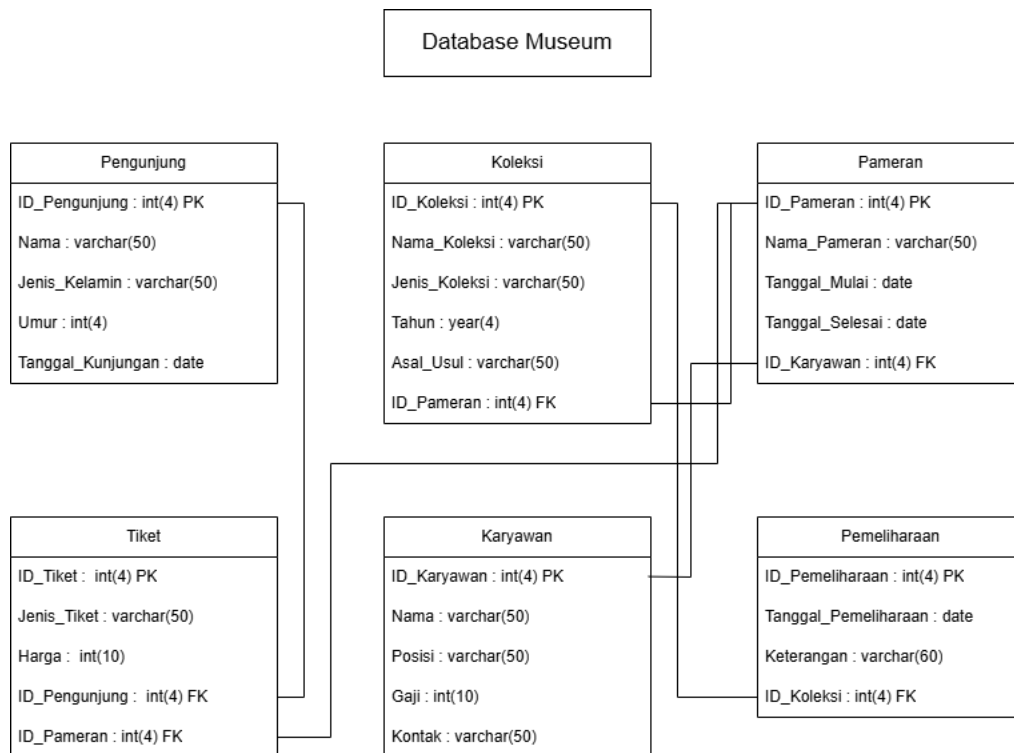 Database Museum
Pengunjung
ID_Pengunjung : int(4) PK
Nama : varchar(50)
Jenis_Kelamin : varchar(50)
Umur : int(4)
Tanggal_Kunjungan : date
Koleksi
ID_Koleksi : int(4) PK
Nama_Koleksi : varchar(50)
Jenis_Koleksi : varchar(50)
Tahun : year(4)
Asal_Usul : varchar(50)
ID_Pameran : int(4) FK
Pameran
ID_Pameran : int(4) PK
Nama_Pameran : varchar(50)
Tanggal_Mulai : date
Tanggal_Selesai : date
ID_Karyawan : int(4) FK
Tiket
ID_Tiket :  int(4) PK
Jenis_Tiket : varchar(50)
Harga :  int(10)
ID_Pengunjung :  int(4) FK
ID_Pameran : int(4) FK
Karyawan
ID_Karyawan : int(4) PK
Nama : varchar(50)
Posisi : varchar(50)
Gaji : int(10)
Kontak : varchar(50)
Pemeliharaan
ID_Pemeliharaan : int(4) PK
Tanggal_Pemeliharaan : date
Keterangan : varchar(60)
ID_Koleksi : int(4) FK